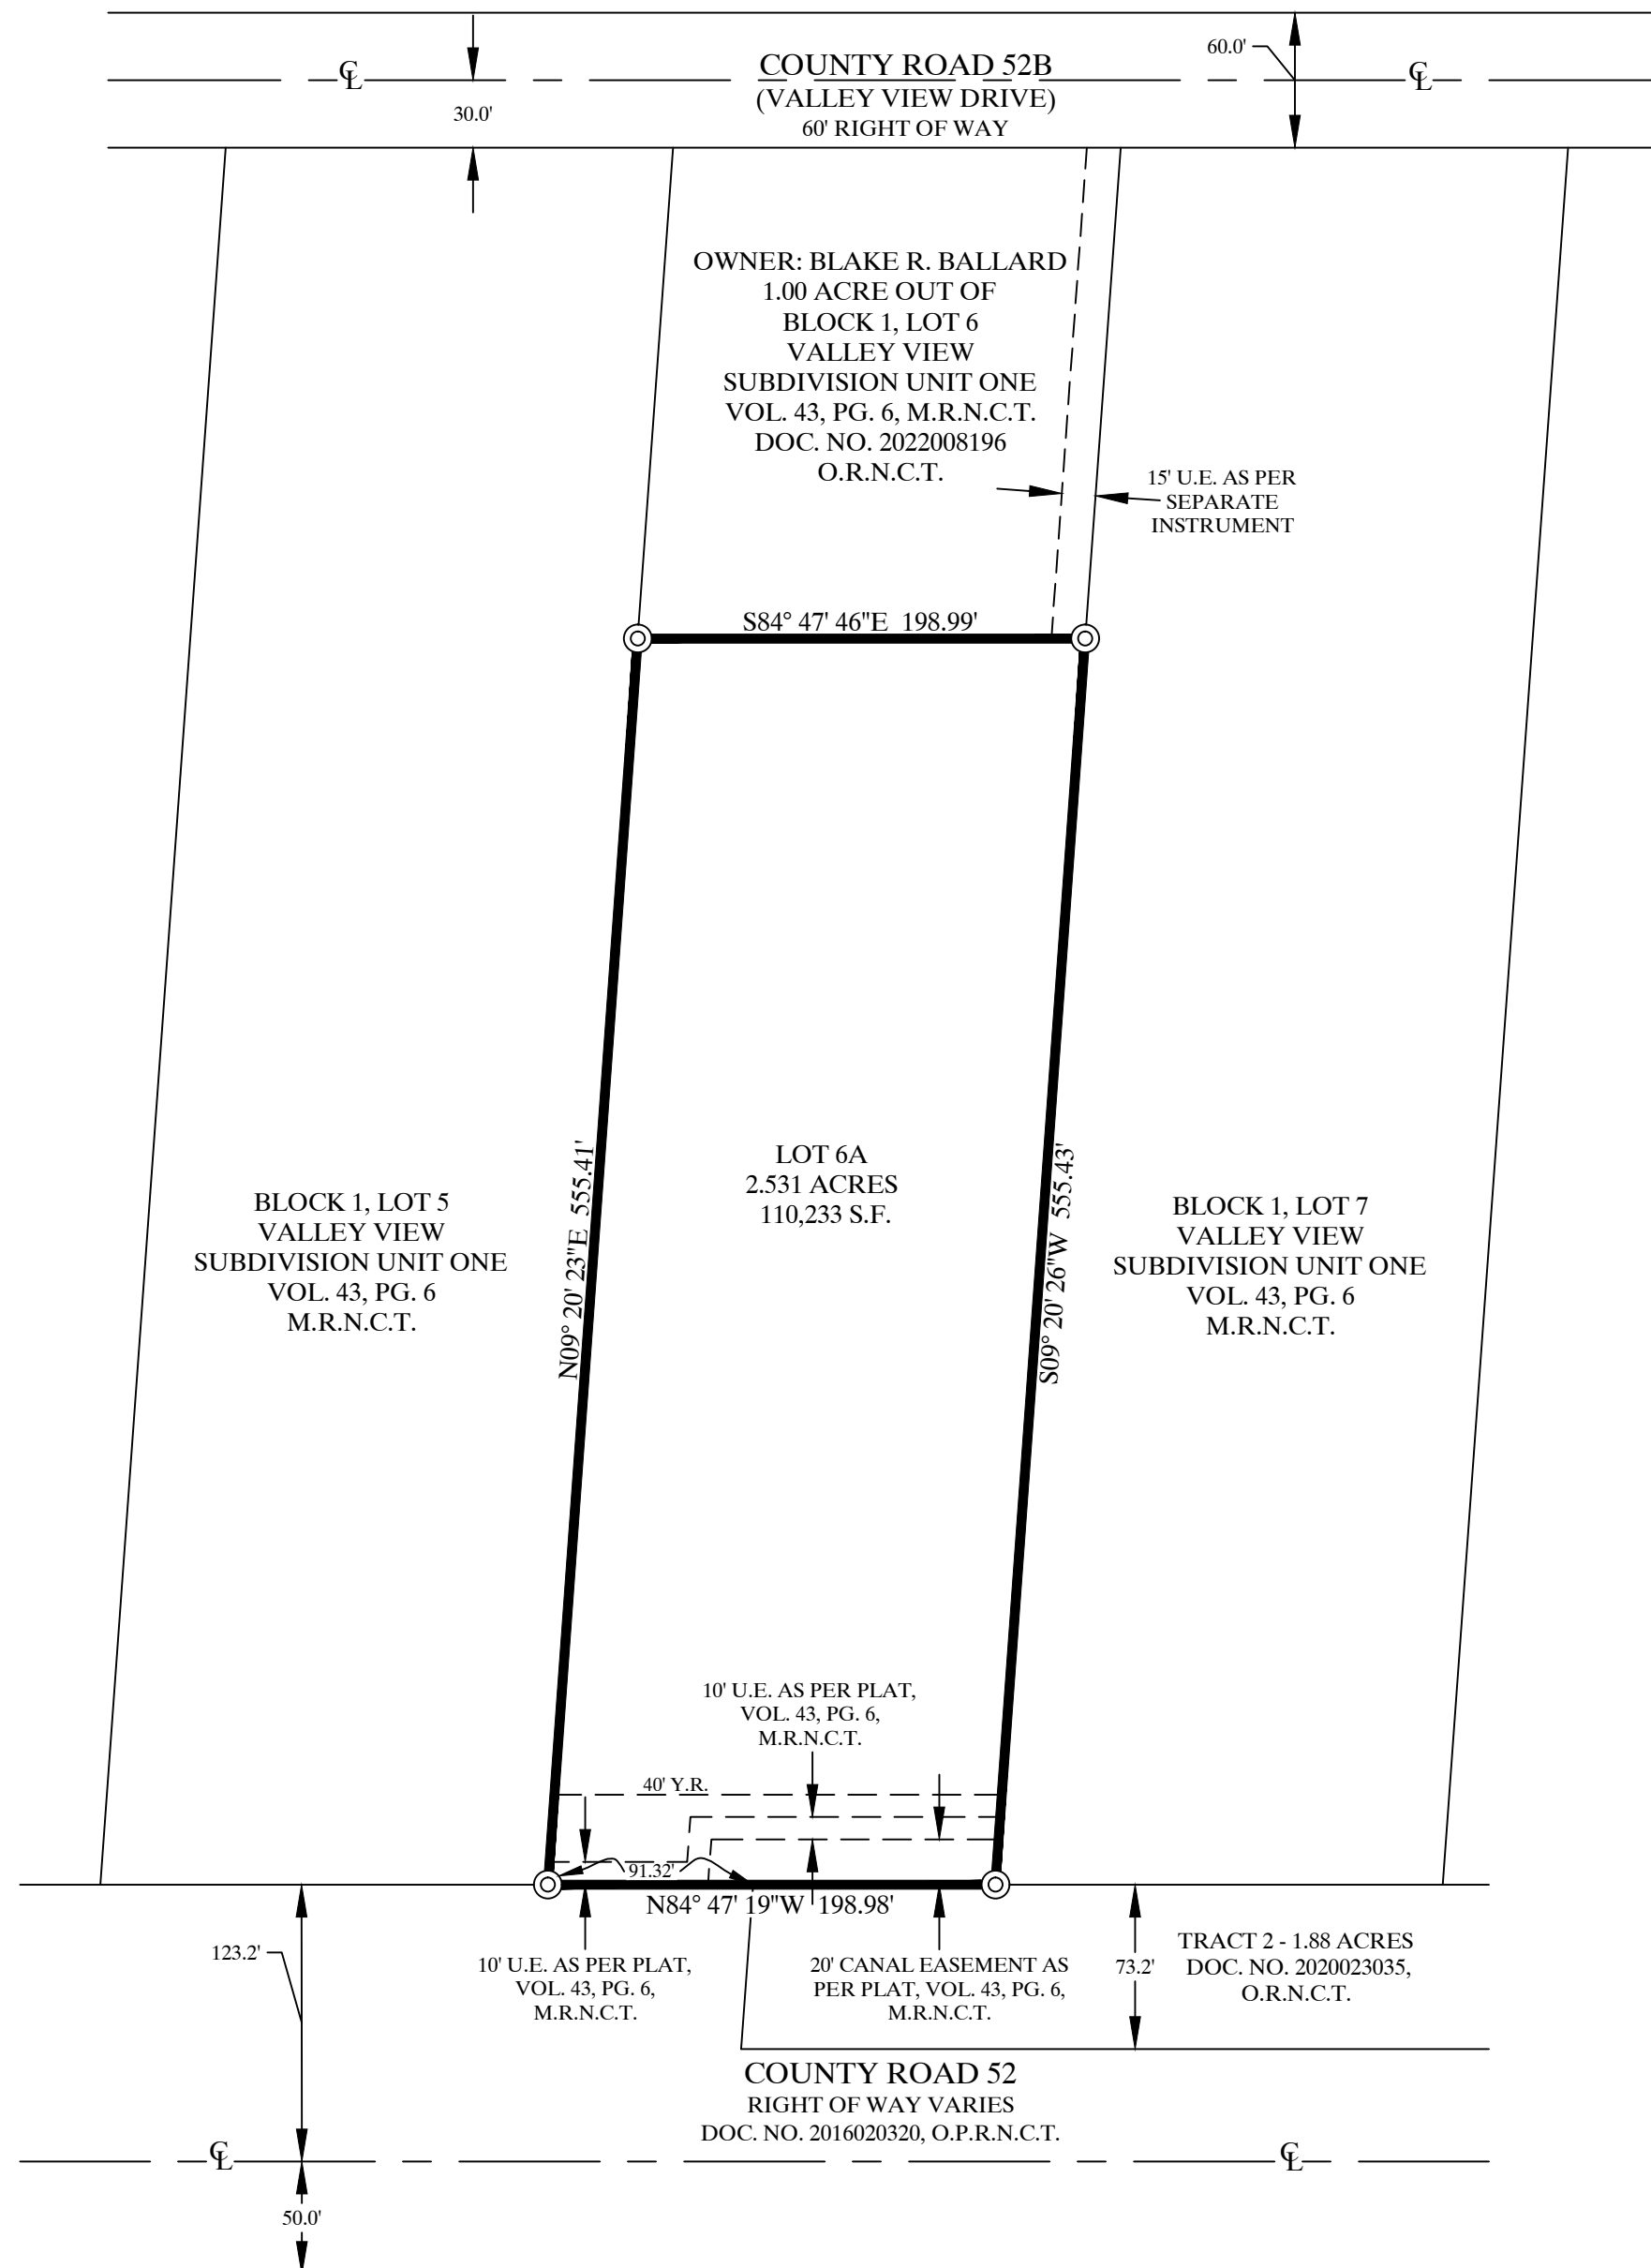 60.0'
℄
COUNTY ROAD 52B
℄
(VALLEY VIEW DRIVE)
30.0'
60' RIGHT OF WAY
OWNER: BLAKE R. BALLARD
1.00 ACRE OUT OF
BLOCK 1, LOT 6
VALLEY VIEW
SUBDIVISION UNIT ONE
VOL. 43, PG. 6, M.R.N.C.T.
DOC. NO. 2022008196
O.R.N.C.T.
15' U.E. AS PER
SEPARATE
INSTRUMENT
S84° 47' 46"E 198.99'
N09° 20' 23"E 555.41'
LOT 6A
2.531 ACRES
110,233 S.F.
S09° 20' 26"W 555.43'
BLOCK 1, LOT 5
VALLEY VIEW
SUBDIVISION UNIT ONE
VOL. 43, PG. 6
M.R.N.C.T.
BLOCK 1, LOT 7
VALLEY VIEW
SUBDIVISION UNIT ONE
VOL. 43, PG. 6
M.R.N.C.T.
10' U.E. AS PER PLAT,
VOL. 43, PG. 6,
M.R.N.C.T.
40' Y.R.
91.32'
N84° 47' 19"W 198.98'
123.2'
10' U.E. AS PER PLAT,
VOL. 43, PG. 6,
M.R.N.C.T.
20' CANAL EASEMENT AS
PER PLAT, VOL. 43, PG. 6,
M.R.N.C.T.
73.2'
TRACT 2 - 1.88 ACRES
DOC. NO. 2020023035,
O.R.N.C.T.
COUNTY ROAD 52
RIGHT OF WAY VARIES
DOC. NO. 2016020320, O.P.R.N.C.T.
℄
℄
50.0'